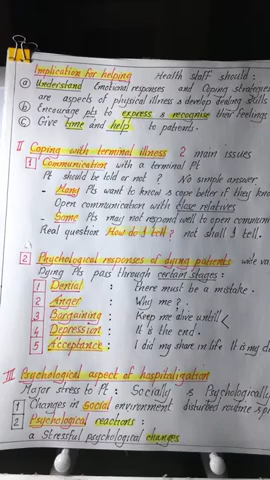 Implication for helping Health staff should:
ⓐ Understand Emotional responses and Coping strategies
are aspects of physical illness & develop dealing skills
ⓑ Encourage pts to express & recognise their feelings
ⓒ Give time and help to patients.
II Coping with terminal illness 2 main issues
1 Communication with a terminal Pt
Pt should be told or not? No simple answer
- Many Pts want to know & cope better if they know
Open communication with close relatives
- Some Pts may not respond well to open commun
Real question How do I tell? not shall I tell.
2 Psychological responses of dying patients wide va
Dying Pts pass through certain stages:
1 Denial : There must be a mistake.
2 Anger : Why me?
3 Bargaining : Keep me alive untill <
4 Depression : It is the end.
5 Acceptance : I did my share in life It is my
III Psychological aspect of hospitalization
Major stress to Pt: Socialy & Psychologically
1 Changes in social environment disturbed routine
2 Psychological reactions:
a Stressful psychological changes